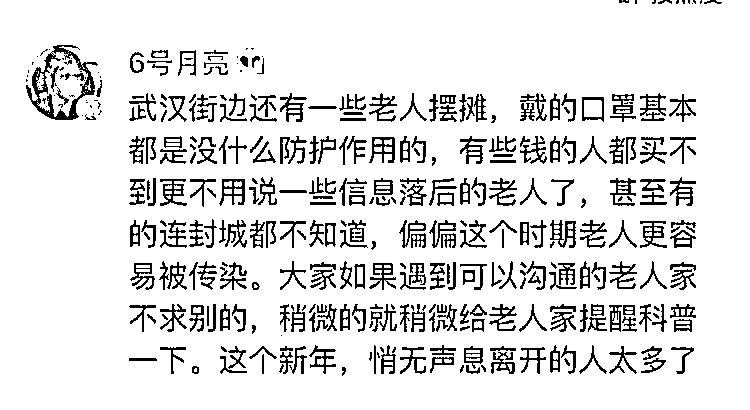 6号月亮
武汉街边还有一些老人摆摊，戴的口罩基本
都是没什么防护作用的，有些钱的人都买不
到更不用说一些信息落后的老人了，甚至有
的连封城都不知道，偏偏这个时期老人更容
易被传染。大家如果遇到可以沟通的老人家
不求别的，稍微的就稍微给老人家提醒科普
一下。这个新年，悄无声息离开的人太多了